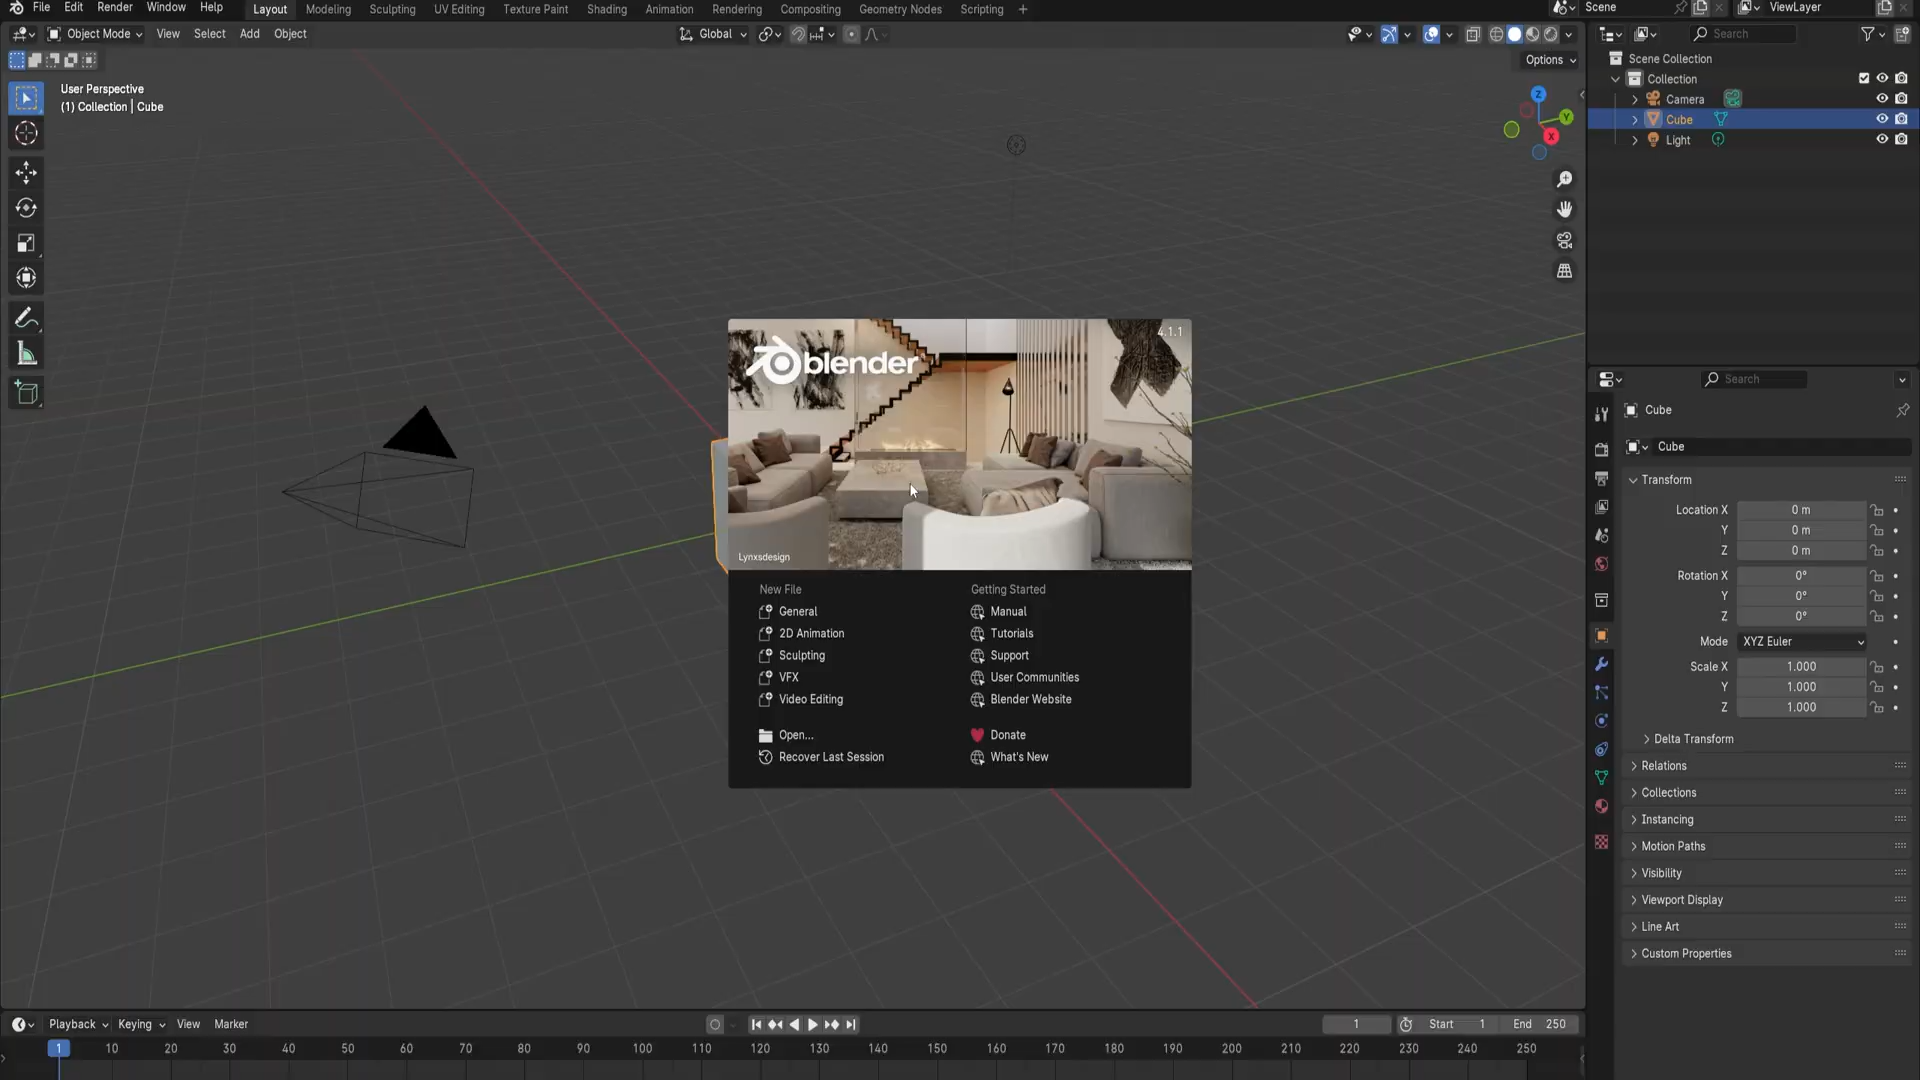 File Edit Render Window Help Layout Modeling Sculpting UV Editing Texture Paint Shading Animation Rendering Compositing Geometry Nodes Scripting + Scene ViewLayer
Object Mode View Select Add Object Global Search
Options
User Perspective
(1) Collection | Cube
Z
Y
X
Scene Collection
Collection
Camera
Cube
Light
4.1.1
blender
Lynxsdesign
New File
General
2D Animation
Sculpting
VFX
Video Editing
Open...
Recover Last Session
Getting Started
Manual
Tutorials
Support
User Communities
Blender Website
Donate
What's New
Search
Cube
Cube
Transform
Location X 0 m
Y 0 m
Z 0 m
Rotation X 0°
Y 0°
Z 0°
Mode XYZ Euler
Scale X 1.000
Y 1.000
Z 1.000
Delta Transform
Relations
Collections
Instancing
Motion Paths
Visibility
Viewport Display
Line Art
Custom Properties
Playback Keying View Marker 1 Start 1 End 250
1 10 20 30 40 50 60 70 80 90 100 110 120 130 140 150 160 170 180 190 200 210 220 230 240 250